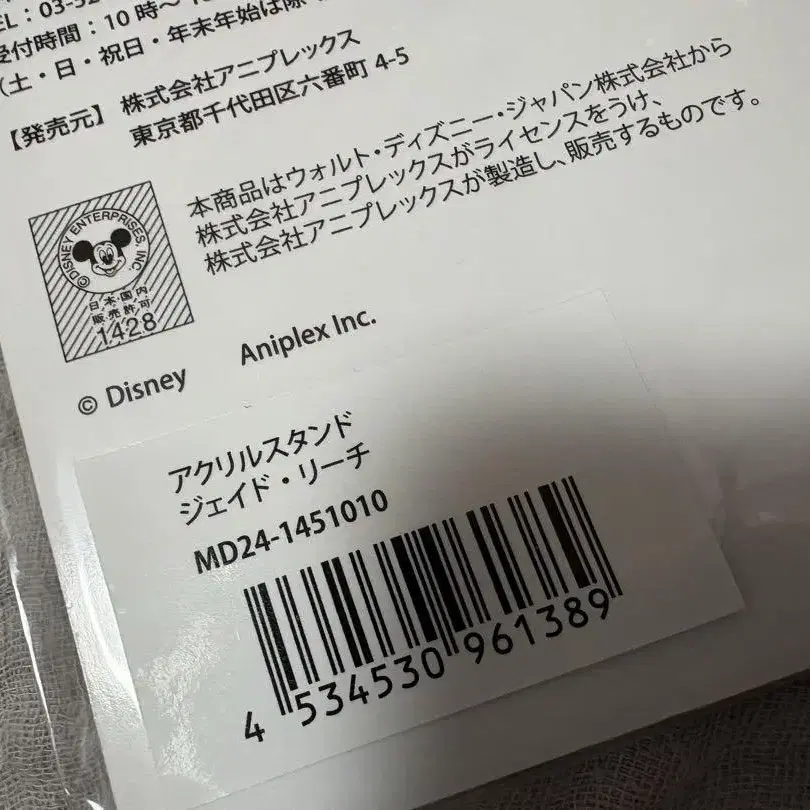 EL：03-52
受付時間：10時～1
（土・日・祝日・年末年始は除
【発売元】 株式会社アニプレックス
東京都千代田区六番町 4-5
本商品はウォルト・ディズニー・ジャパン株式会社から
株式会社アニプレックスがライセンスをうけ、
株式会社アニプレックスが製造し、販売するものです。
©DISNEY ENTERPRISES, INC.
日本国内
販売許可
1428
© Disney Aniplex Inc.
アクリルスタンド
ジェイド・リーチ
MD24-1451010
4 534530 961389